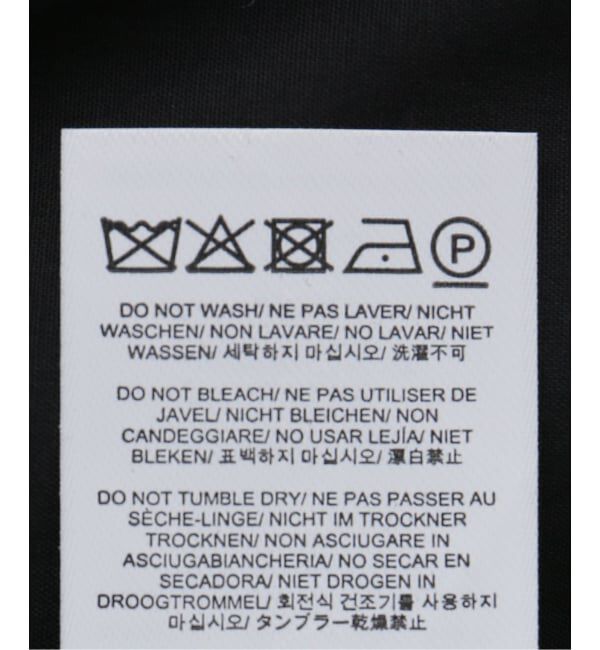 P
DO NOT WASH/ NE PAS LAVER/ NICHT
WASCHEN/ NON LAVARE/ NO LAVAR/ NIET
WASSEN/ 세탁하지 마십시오/ 洗濯不可
DO NOT BLEACH/ NE PAS UTILISER DE
JAVEL/ NICHT BLEICHEN/ NON
CANDEGGIARE/ NO USAR LEJÍA/ NIET
BLEKEN/ 표백하지 마십시오/ 漂白禁止
DO NOT TUMBLE DRY/ NE PAS PASSER AU
SÈCHE-LINGE/ NICHT IM TROCKNER
TROCKNEN/ NON ASCIUGARE IN
ASCIUGABIANCHERIA/ NO SECAR EN
SECADORA/ NIET DROGEN IN
DROOGTROMMEL/ 회전식 건조기를 사용하지
마십시오/ タンブラー乾燥禁止